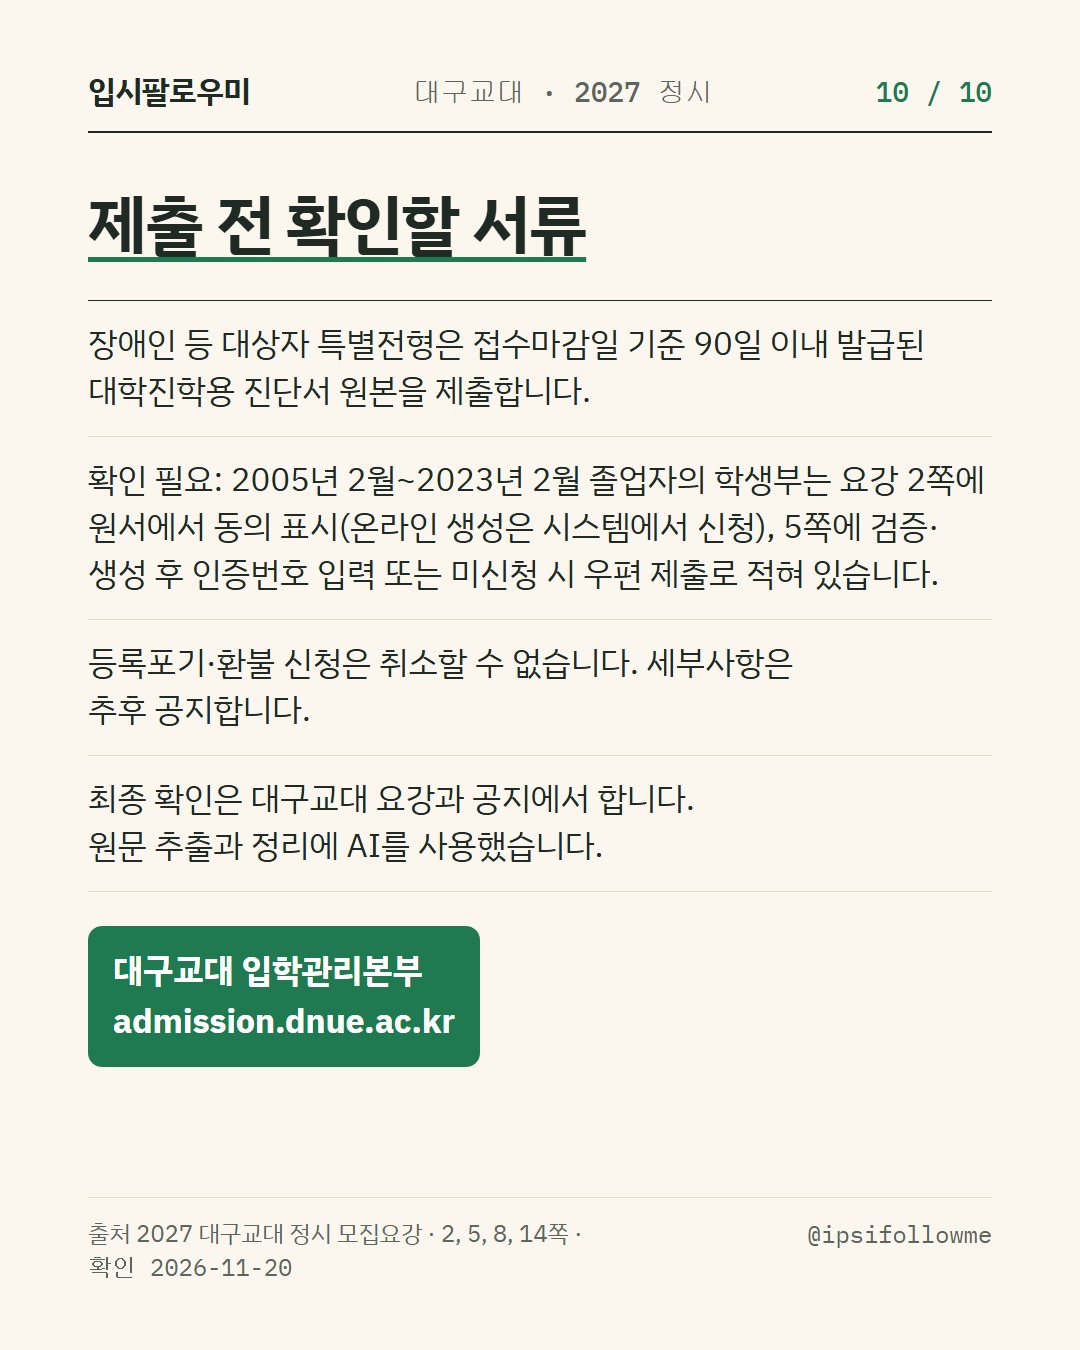 입시팔로우미
대구교대 · 2027 정시
10 / 10
제출 전 확인할 서류
장애인 등 대상자 특별전형은 접수마감일 기준 90일 이내 발급된
대학진학용 진단서 원본을 제출합니다.
확인 필요: 2005년 2월~2023년 2월 졸업자의 학생부는 요강 2쪽에
원서에서 동의 표시(온라인 생성은 시스템에서 신청), 5쪽에 검증·
생성 후 인증번호 입력 또는 미신청 시 우편 제출로 적혀 있습니다.
등록포기·환불 신청은 취소할 수 없습니다. 세부사항은
추후 공지합니다.
최종 확인은 대구교대 요강과 공지에서 합니다.
원문 추출과 정리에 AI를 사용했습니다.
대구교대 입학관리본부
admission.dnue.ac.kr
출처 2027 대구교대 정시 모집요강 · 2, 5, 8, 14쪽 ·
확인 2026-11-20
@ipsifollowme